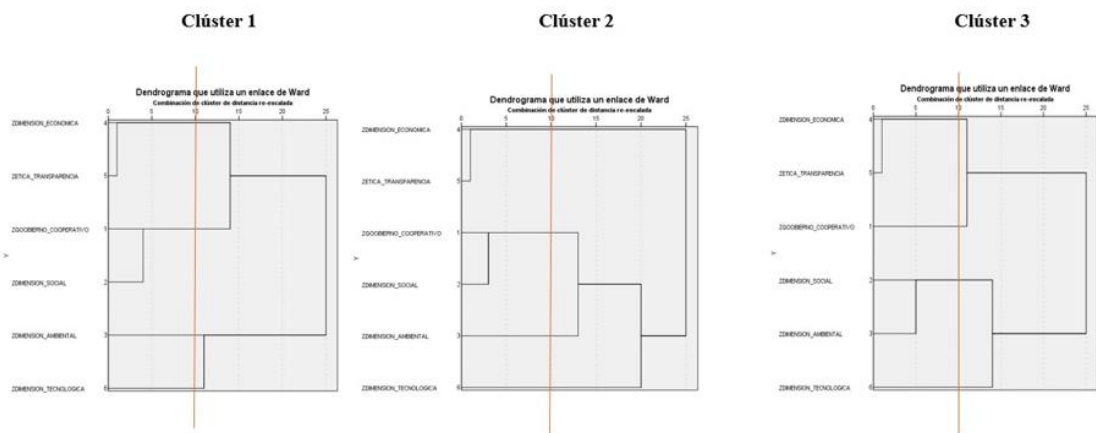 Clúster 1
Dendrograma que utiliza un enlace de Ward
Combinación de clúster de distancia re-escalada
0 5 10 15 20 25
ZDIMENSION_ECONOMICA 4
ZETICA_TRANSPARENCIA 5
ZGOOBIERNO_COOPERATIVO 1
Y
ZDIMENSION_SOCIAL 2
ZDIMENSION_AMBIENTAL 3
ZDIMENSION_TECNOLOGICA 6
Clúster 2
Dendrograma que utiliza un enlace de Ward
Combinación de clúster de distancia re-escalada
0 5 10 15 20 25
ZDIMENSION_ECONOMICA 4
ZETICA_TRANSPARENCIA 5
ZGOOBIERNO_COOPERATIVO 1
Y
ZDIMENSION_SOCIAL 2
ZDIMENSION_AMBIENTAL 3
ZDIMENSION_TECNOLOGICA 6
Clúster 3
Dendrograma que utiliza un enlace de Ward
Combinación de clúster de distancia re-escalada
0 5 10 15 20 25
ZDIMENSION_ECONOMICA 4
ZETICA_TRANSPARENCIA 5
ZGOOBIERNO_COOPERATIVO 1
Y
ZDIMENSION_SOCIAL 2
ZDIMENSION_AMBIENTAL 3
ZDIMENSION_TECNOLOGICA 6